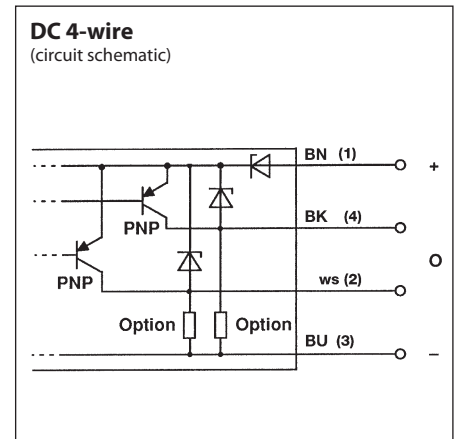 DC 4-wire
(circuit schematic)
BN (1)
+
PNP
BK (4)
O
PNP
ws (2)
Option
Option
BU (3)
–